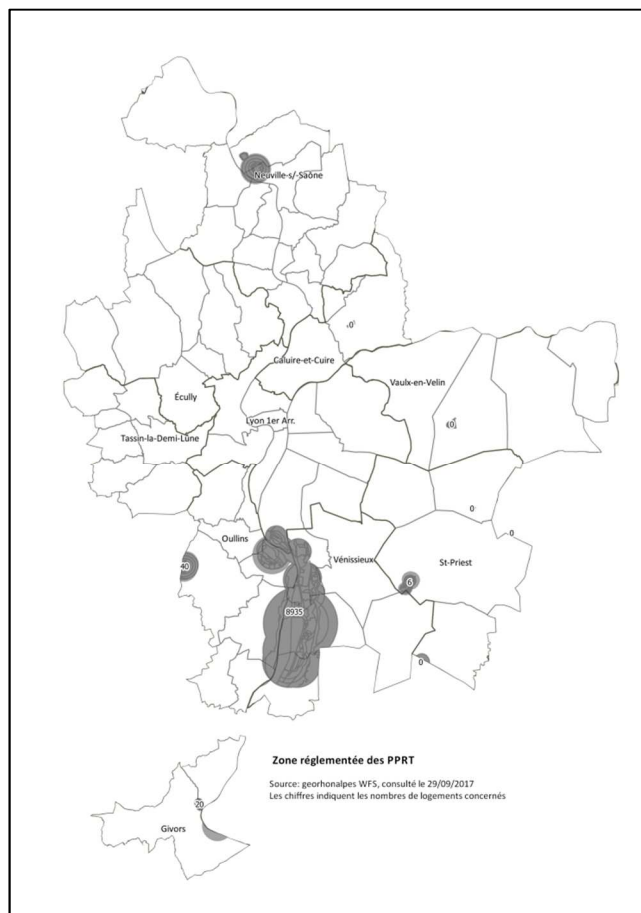 Neuville-s/-Saône
0
Caluire-et-Cuire
Vaulx-en-Velin
Écully
Lyon 1er Arr.
(0)
Tassin-la-Demi-Lune
0
0
Oullins
Vénissieux
St-Priest
40
6
8935
0
Zone réglementée des PPRT
Source: georhonalpes WFS, consulté le 29/09/2017
Les chiffres indiquent les nombres de logements concernés
20
Givors